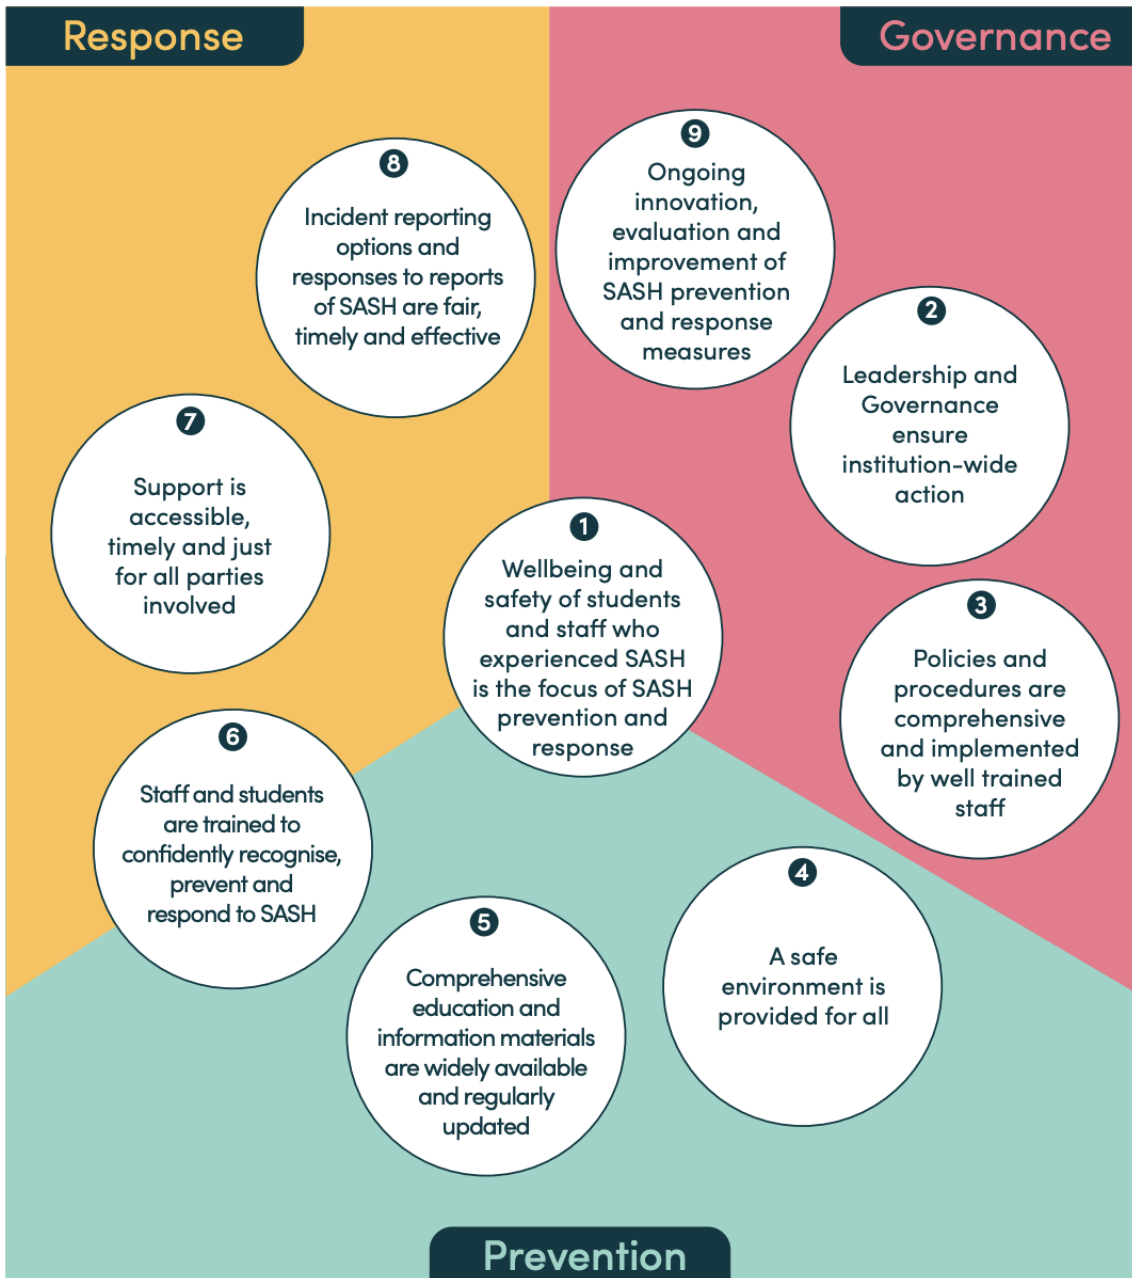 Response
Governance
1
Wellbeing and
safety of students
and staff who
experienced SASH
is the focus of SASH
prevention and
response
2
Leadership and
Governance
ensure
institution-wide
action
3
Policies and
procedures are
comprehensive
and implemented
by well trained
staff
4
A safe
environment is
provided for all
5
Comprehensive
education and
information materials
are widely available
and regularly
updated
6
Staff and students
are trained to
confidently recognise,
prevent and
respond to SASH
7
Support is
accessible,
timely and just
for all parties
involved
8
Incident reporting
options and
responses to reports
of SASH are fair,
timely and effective
9
Ongoing
innovation,
evaluation and
improvement of
SASH prevention
and response
measures
Prevention